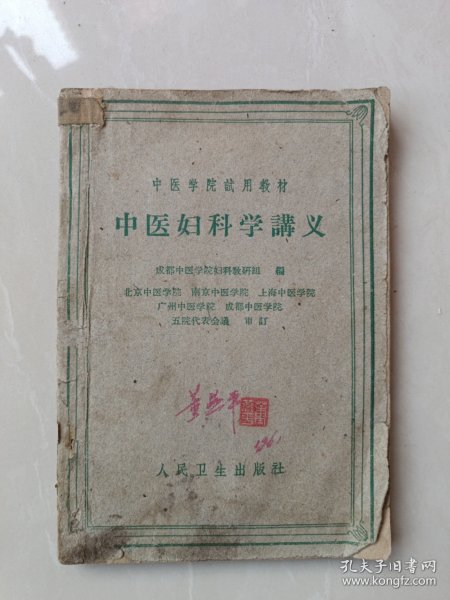 中医学院試用教材
中医妇科学講义
成都中医学院妇科教研組 編
北京中医学院 南京中医学院 上海中医学院
广州中医学院 成都中医学院
五院代表会議 审訂
1961
人民卫生出版社
孔夫子旧书网
www.kongfz.com